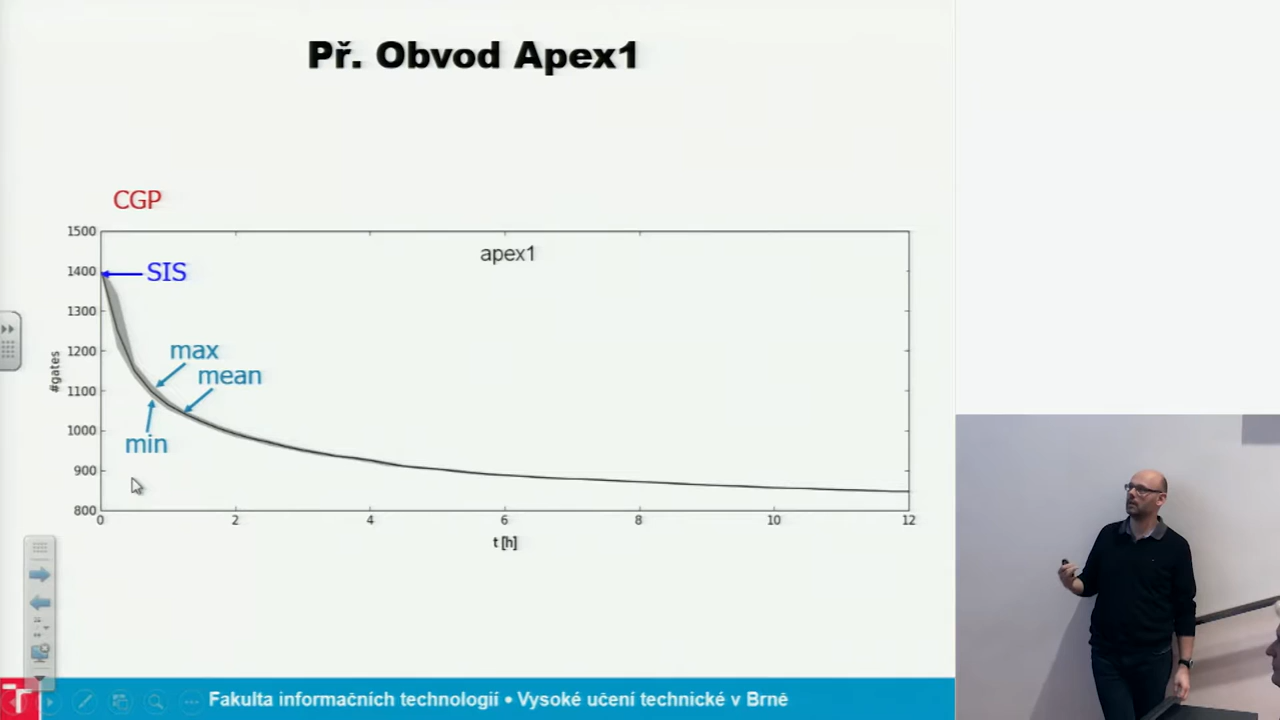 Př. Obvod Apex1
CGP
apex1
SIS
max
mean
min
#gates
1500
1400
1300
1200
1100
1000
900
800
0
2
4
6
8
10
12
t [h]
Fakulta informačních technologií • Vysoké učení technické v Brně